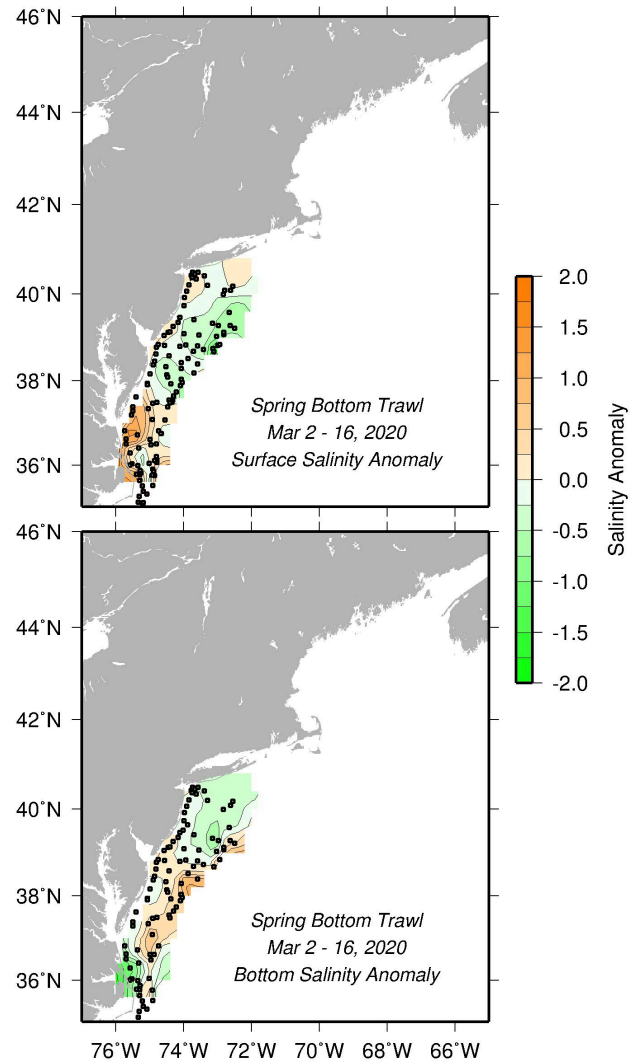 46˚N
44˚N
42˚N
40˚N
38˚N
36˚N
Spring Bottom Trawl
Mar 2 - 16, 2020
Surface Salinity Anomaly
46˚N
44˚N
42˚N
40˚N
38˚N
36˚N
Spring Bottom Trawl
Mar 2 - 16, 2020
Bottom Salinity Anomaly
76˚W 74˚W 72˚W 70˚W 68˚W 66˚W
2.0
1.5
1.0
0.5
0.0
-0.5
-1.0
-1.5
-2.0
Salinity Anomaly